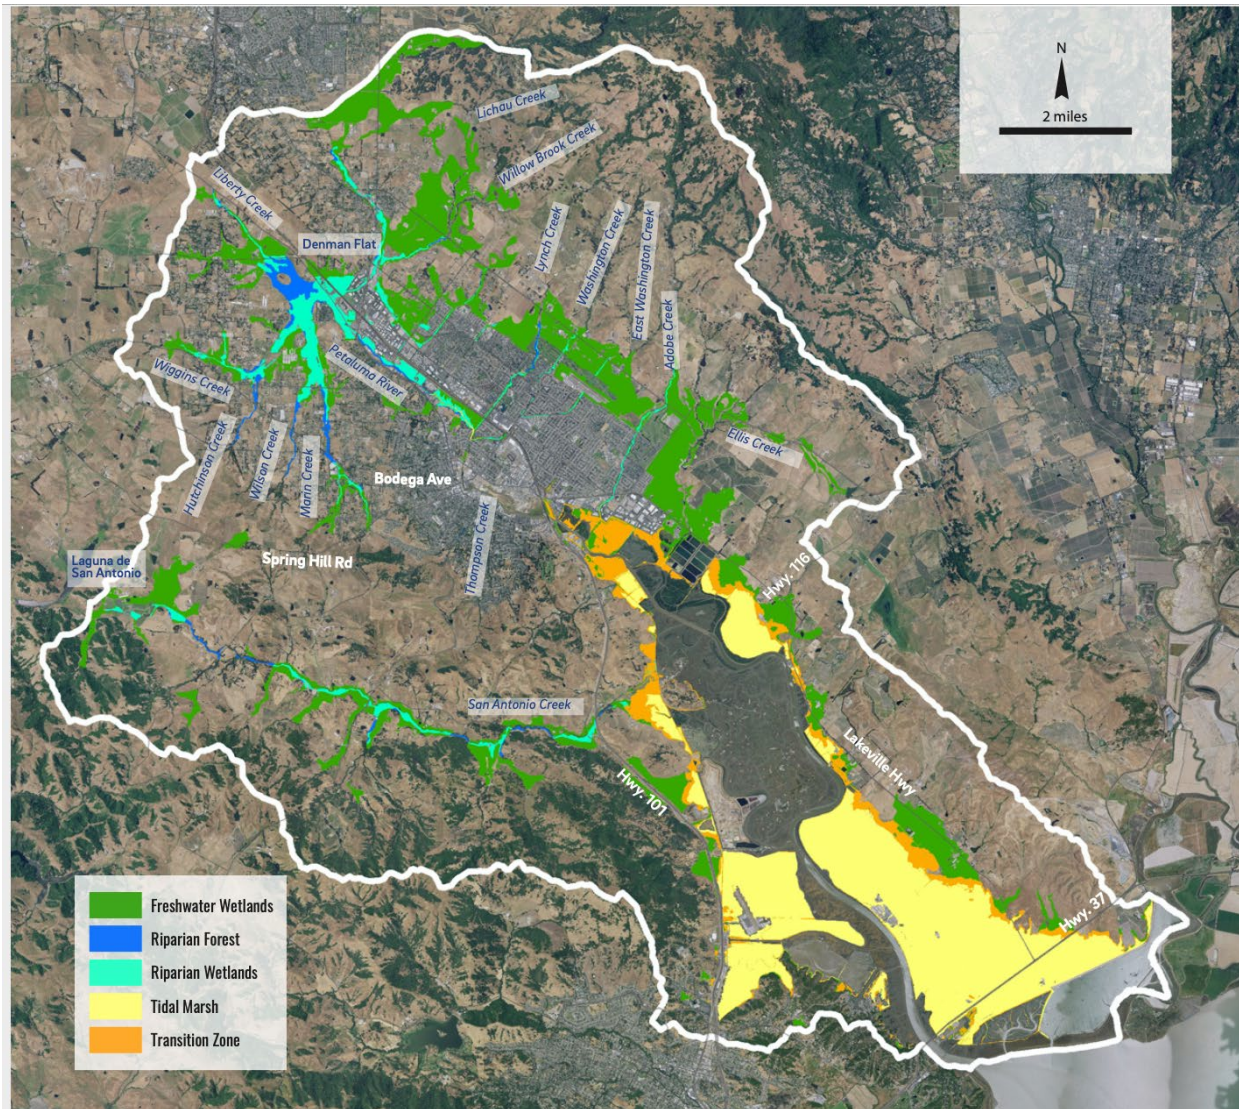 N
2 miles
Lichau Creek
Willow Brook Creek
Liberty Creek
Denman Flat
Lynch Creek
Washington Creek
East Washington Creek
Adobe Creek
Petaluma River
Wiggins Creek
Hutchinson Creek
Wilson Creek
Marin Creek
Ellis Creek
Bodega Ave
Thompson Creek
Spring Hill Rd
Laguna de
San Antonio
Hwy. 116
San Antonio Creek
Lakeville Hwy
Hwy. 101
Hwy. 37
Freshwater Wetlands
Riparian Forest
Riparian Wetlands
Tidal Marsh
Transition Zone